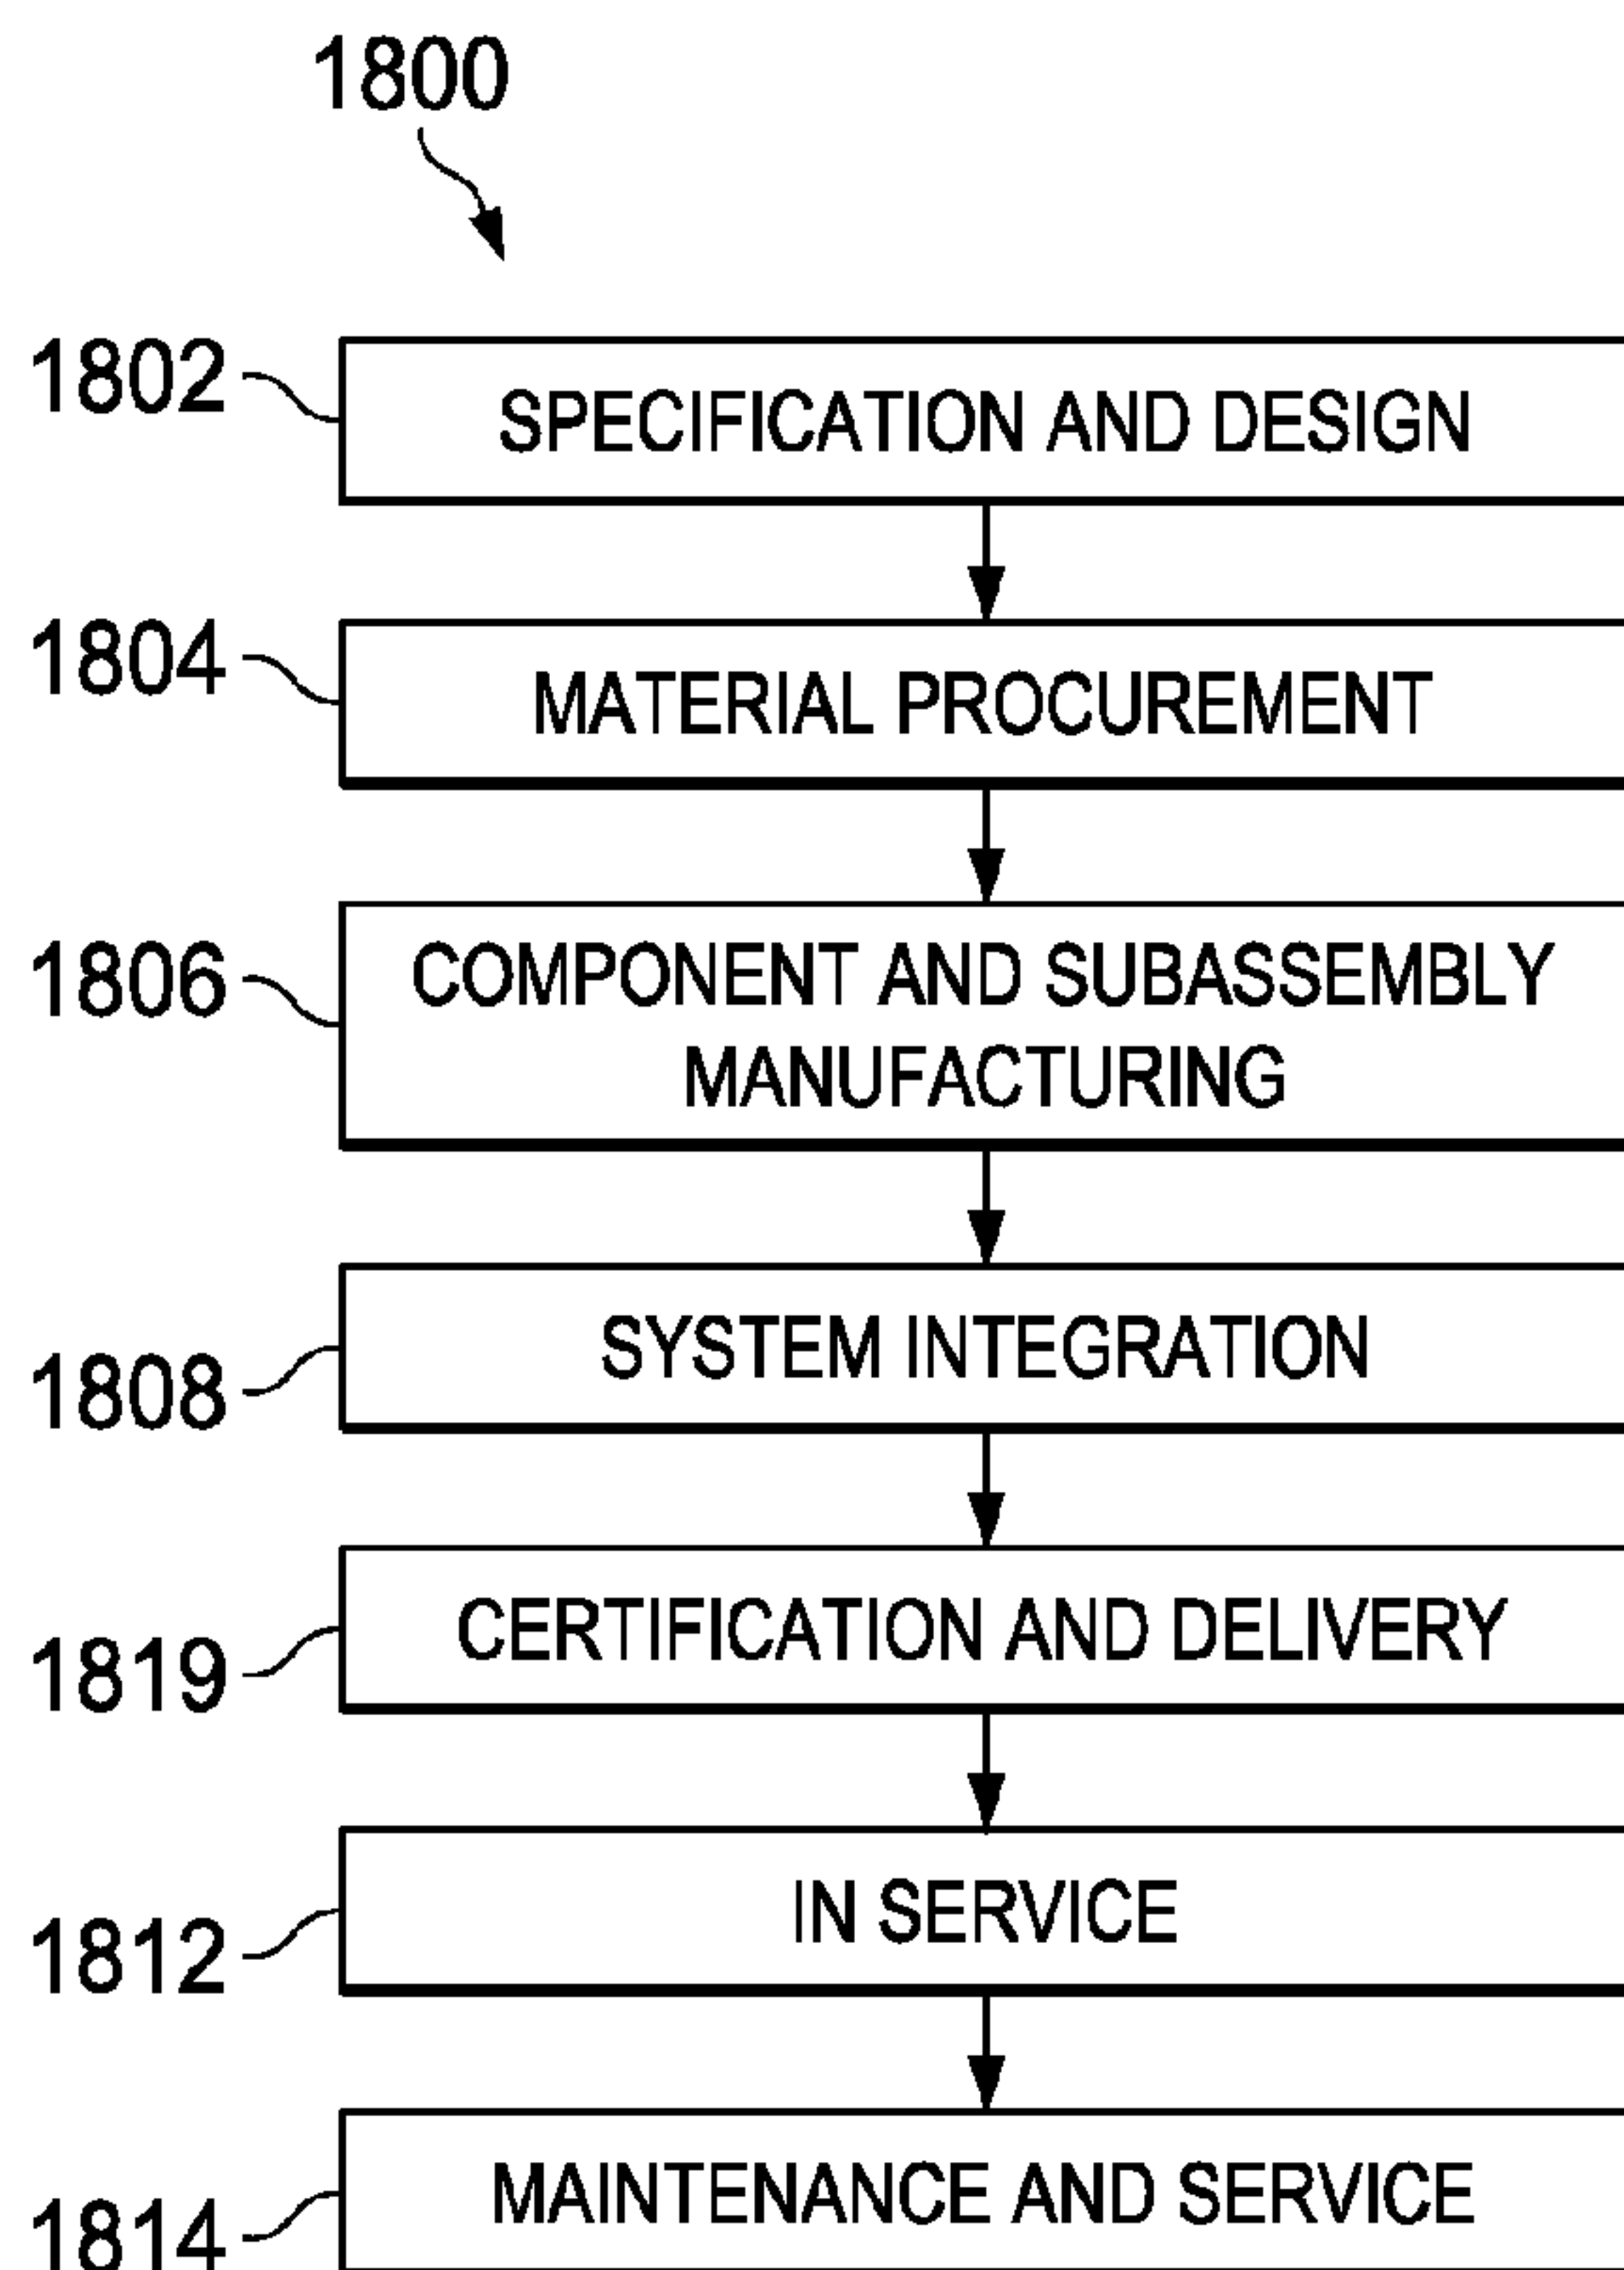 1800
1802 SPECIFICATION AND DESIGN
1804 MATERIAL PROCUREMENT
1806 COMPONENT AND SUBASSEMBLY
MANUFACTURING
1808 SYSTEM INTEGRATION
1819 CERTIFICATION AND DELIVERY
1812 IN SERVICE
1814 MAINTENANCE AND SERVICE